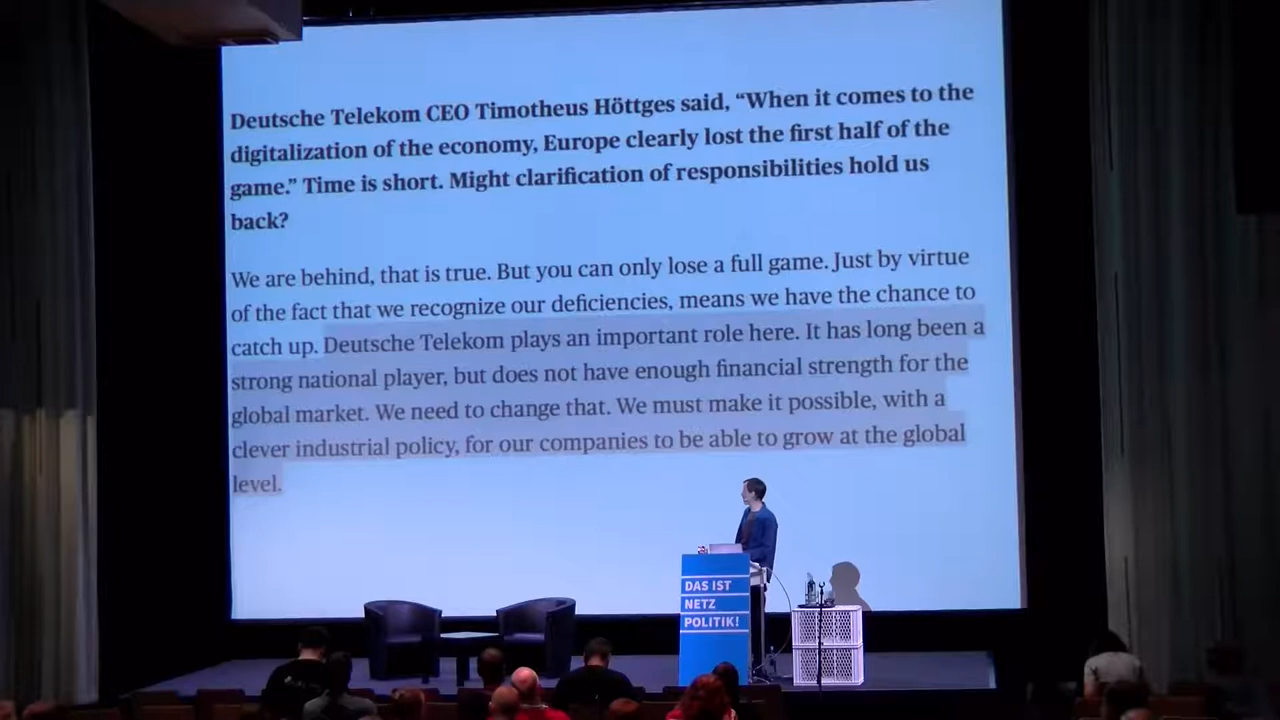 Deutsche Telekom CEO Timotheus Höttges said, “When it comes to the
digitalization of the economy, Europe clearly lost the first half of the
game.” Time is short. Might clarification of responsibilities hold us
back?
We are behind, that is true. But you can only lose a full game. Just by virtue
of the fact that we recognize our deficiencies, means we have the chance to
catch up. Deutsche Telekom plays an important role here. It has long been a
strong national player, but does not have enough financial strength for the
global market. We need to change that. We must make it possible, with a
clever industrial policy, for our companies to be able to grow at the global
level.
DAS IST
NETZ
POLITIK!